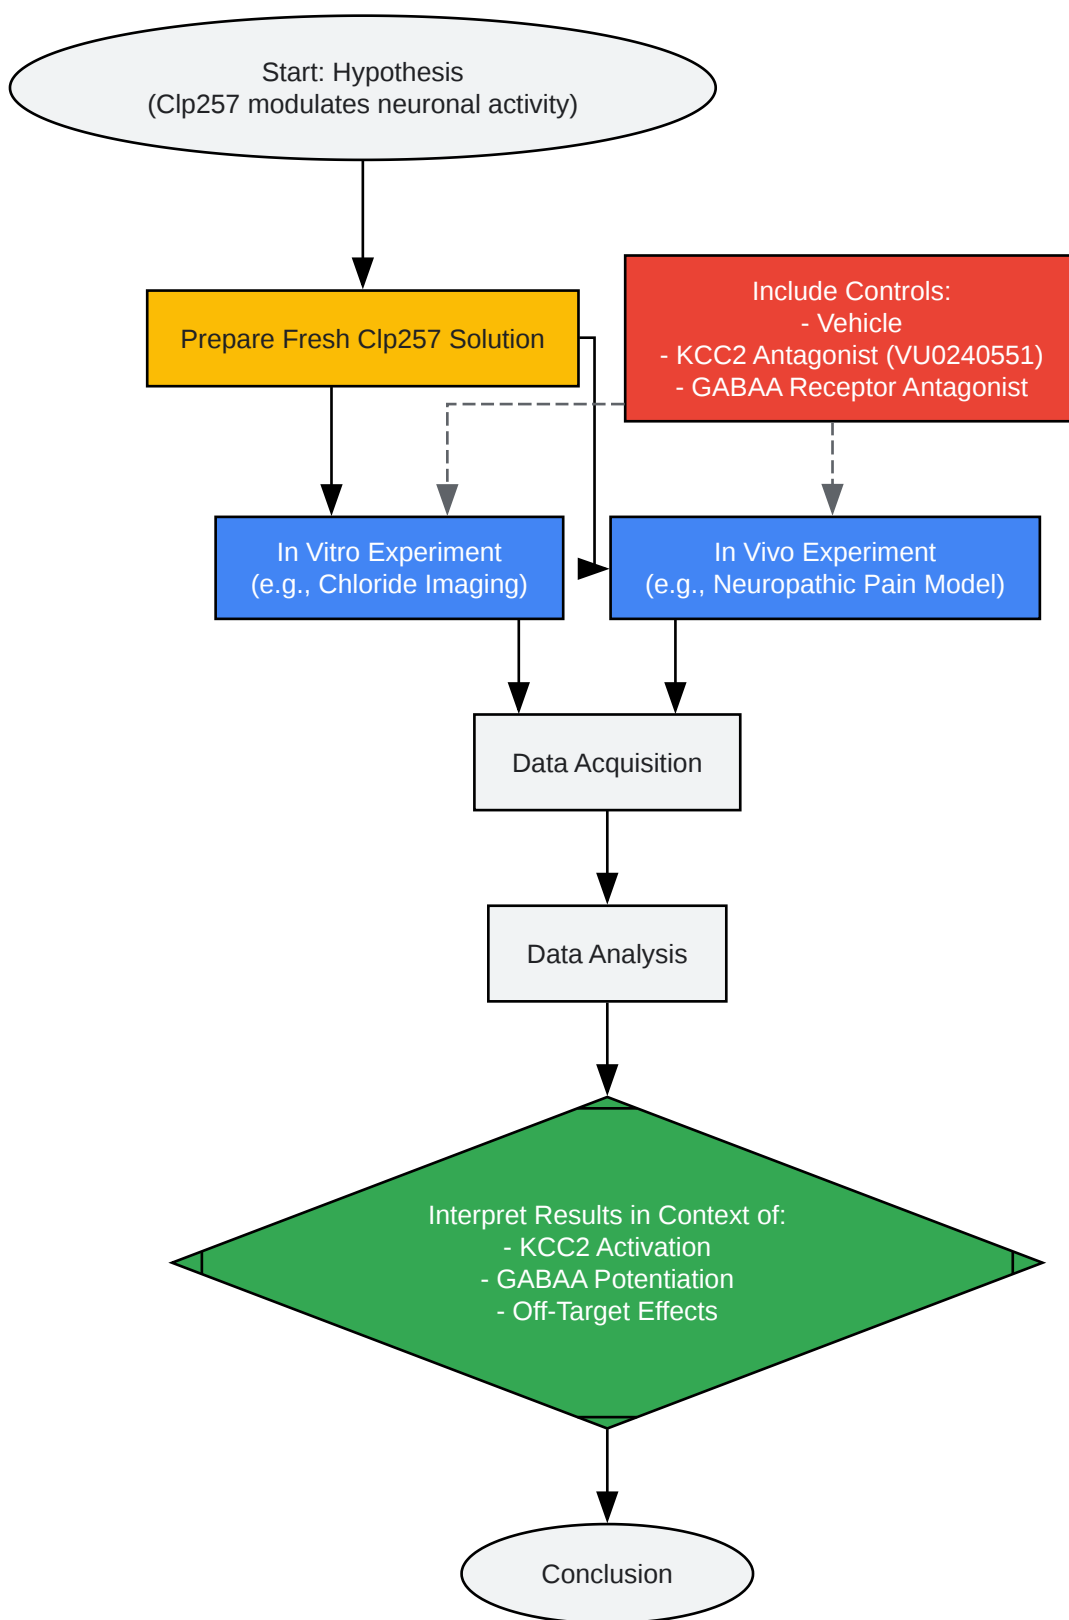 Start: Hypothesis
(Clp257 modulates neuronal activity)
Prepare Fresh Clp257 Solution
Include Controls:
- Vehicle
- KCC2 Antagonist (VU0240551)
- GABAA Receptor Antagonist
In Vitro Experiment
(e.g., Chloride Imaging)
In Vivo Experiment
(e.g., Neuropathic Pain Model)
Data Acquisition
Data Analysis
Interpret Results in Context of:
- KCC2 Activation
- GABAA Potentiation
- Off-Target Effects
Conclusion